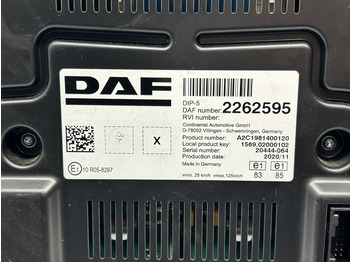 DAF
DIP-5
DAF number: 2262595
RVI number:
Continental Automotive GmbH
D-78052 Villingen - Schwenningen, Germany
Product number: A2C1981400120
Local product key: 1569.02000102
Serial number: 20444-064
Production date: 2020/11
Made in Germany
X
E1 10 R05-8297
e1 e1
vmin. 25 km/h vmax.125km/h 83 85